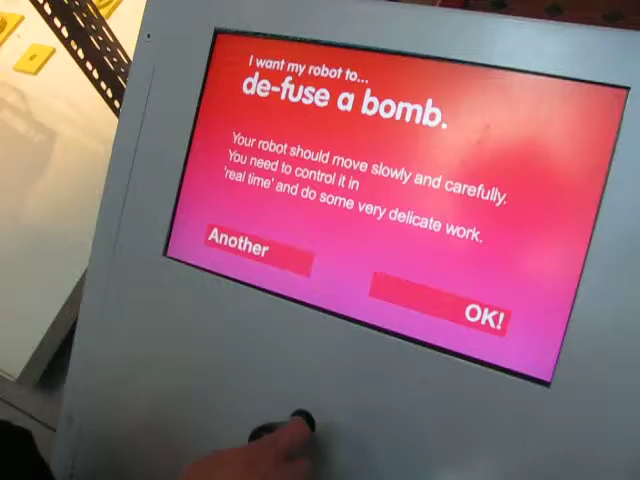 I want my robot to...
de-fuse a bomb.
Your robot should move slowly and carefully.
You need to control it in
'real time' and do some very delicate work.
Another
OK!